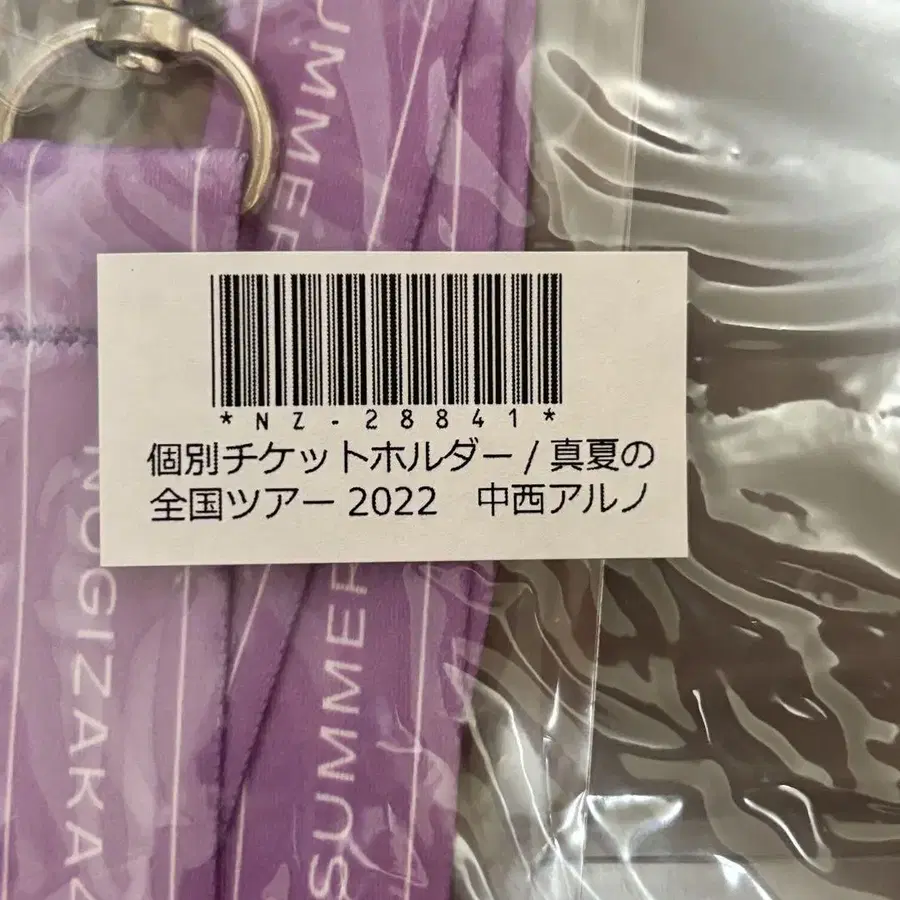 SUMMER
*NZ-28841*
個別チケットホルダー / 真夏の
全国ツアー 2022　中西アルノ
NOGIZAKA
SUMMER